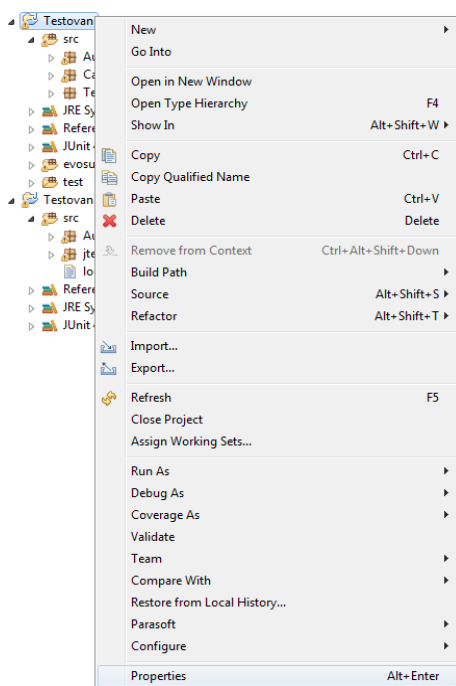 Testovan
src
Au
Ca
Te
JRE Sy
Refere
JUnit
evosu
test
Testovan
src
Au
jte
lo
Refere
JRE Sy
JUnit
New
Go Into
Open in New Window
Open Type Hierarchy F4
Show In Alt+Shift+W
Copy Ctrl+C
Copy Qualified Name
Paste Ctrl+V
Delete Delete
Remove from Context Ctrl+Alt+Shift+Down
Build Path
Source Alt+Shift+S
Refactor Alt+Shift+T
Import...
Export...
Refresh F5
Close Project
Assign Working Sets...
Run As
Debug As
Coverage As
Validate
Team
Compare With
Restore from Local History...
Parasoft
Configure
Properties Alt+Enter